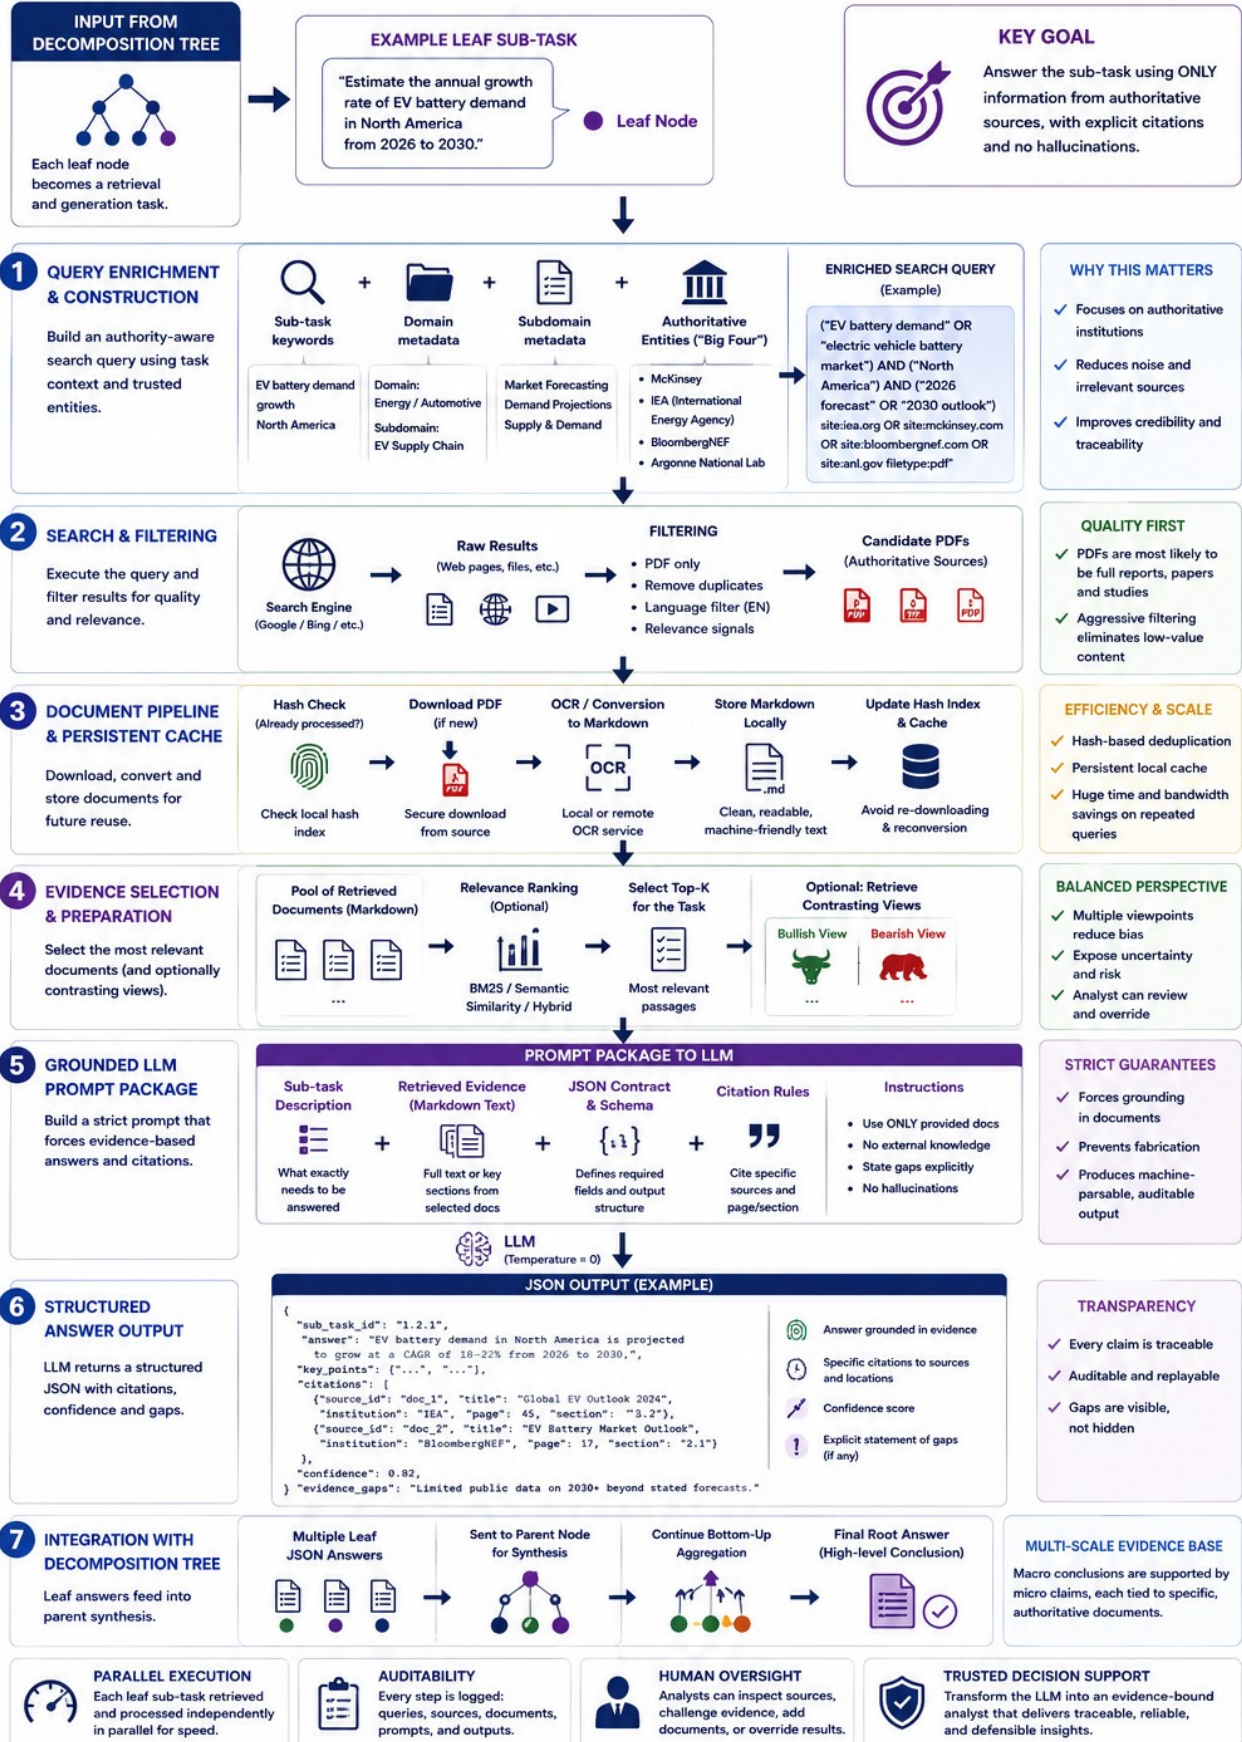 INPUT FROM
DECOMPOSITION TREE
Each leaf node
becomes a retrieval
and generation task.
EXAMPLE LEAF SUB-TASK
"Estimate the annual growth
rate of EV battery demand
in North America
from 2026 to 2030."
Leaf Node
KEY GOAL
Answer the sub-task using ONLY
information from authoritative
sources, with explicit citations
and no hallucinations.
1
QUERY ENRICHMENT
& CONSTRUCTION
Build an authority-aware
search query using task
context and trusted
entities.
+
+
+
Sub-task
keywords
EV battery demand
growth
North America
Domain
metadata
Domain:
Energy / Automotive
Subdomain:
EV Supply Chain
Subdomain
metadata
Market Forecasting
Demand Projections
Supply & Demand
Authoritative
Entities ("Big Four")
• McKinsey
• IEA (International
Energy Agency)
• BloombergNEF
• Argonne National Lab
ENRICHED SEARCH QUERY
(Example)
("EV battery demand" OR
"electric vehicle battery
market") AND ("North
America") AND ("2026
forecast" OR "2030 outlook")
site:iea.org OR site:mckinsey.com
OR site:bloombergnef.com OR
site:anl.gov filetype:pdf"
WHY THIS MATTERS
Focuses on authoritative
institutions
Reduces noise and
irrelevant sources
Improves credibility and
traceability
2
SEARCH & FILTERING
Execute the query and
filter results for quality
and relevance.
Search Engine
(Google / Bing / etc.)
Raw Results
(Web pages, files, etc.)
FILTERING
• PDF only
• Remove duplicates
• Language filter (EN)
• Relevance signals
Candidate PDFs
(Authoritative Sources)
QUALITY FIRST
PDFs are most likely to
be full reports, papers
and studies
Aggressive filtering
eliminates low-value
content
3
DOCUMENT PIPELINE
& PERSISTENT CACHE
Download, convert and
store documents for
future reuse.
Hash Check
(Already processed?)
Check local hash
index
Download PDF
(if new)
Secure download
from source
OCR / Conversion
to Markdown
OCR
Local or remote
OCR service
Store Markdown
Locally
.md
Clean, readable,
machine-friendly text
Update Hash Index
& Cache
Avoid re-downloading
& reconversion
EFFICIENCY & SCALE
Hash-based deduplication
Persistent local cache
Huge time and bandwidth
savings on repeated
queries
4
EVIDENCE SELECTION
& PREPARATION
Select the most relevant
documents (and optionally
contrasting views).
Pool of Retrieved
Documents (Markdown)
...
Relevance Ranking
(Optional)
BM2S / Semantic
Similarity / Hybrid
Select Top-K
for the Task
Most relevant
passages
Optional: Retrieve
Contrasting Views
Bullish View
...
Bearish View
...
BALANCED PERSPECTIVE
Multiple viewpoints
reduce bias
Expose uncertainty
and risk
Analyst can review
and override
5
GROUNDED LLM
PROMPT PACKAGE
Build a strict prompt that
forces evidence-based
answers and citations.
PROMPT PACKAGE TO LLM
Sub-task
Description
What exactly
needs to be
answered
+
Retrieved Evidence
(Markdown Text)
Full text or key
sections from
selected docs
+
JSON Contract
& Schema
Defines required
fields and output
structure
+
Citation Rules
Cite specific
sources and
page/section
Instructions
• Use ONLY provided docs
• No external knowledge
• State gaps explicitly
• No hallucinations
STRICT GUARANTEES
Forces grounding
in documents
Prevents fabrication
Produces machine-
parsable, auditable
output
LLM
(Temperature = 0)
6
STRUCTURED
ANSWER OUTPUT
LLM returns a structured
JSON with citations,
confidence and gaps.
JSON OUTPUT (EXAMPLE)
{
"sub_task_id": "1.2.1",
"answer": "EV battery demand in North America is projected
to grow at a CAGR of 18–22% from 2026 to 2030,",
"key_points": {"...", "..."},
"citations": [
{"source_id": "doc_1", "title": "Global EV Outlook 2024",
"institution": "IEA", "page": 45, "section": "3.2"},
{"source_id": "doc_2", "title": "EV Battery Market Outlook",
"institution": "BloombergNEF", "page": 17, "section": "2.1"}
],
"confidence": 0.82,
} "evidence_gaps": "Limited public data on 2030+ beyond stated forecasts."
Answer grounded in evidence
Specific citations to sources
and locations
Confidence score
Explicit statement of gaps
(if any)
TRANSPARENCY
Every claim is traceable
Auditable and replayable
Gaps are visible,
not hidden
7
INTEGRATION WITH
DECOMPOSITION TREE
Leaf answers feed into
parent synthesis.
Multiple Leaf
JSON Answers
Sent to Parent Node
for Synthesis
Continue Bottom-Up
Aggregation
Final Root Answer
(High-level Conclusion)
MULTI-SCALE EVIDENCE BASE
Macro conclusions are supported by
micro claims, each tied to specific,
authoritative documents.
PARALLEL EXECUTION
Each leaf sub-task retrieved
and processed independently
in parallel for speed.
AUDITABILITY
Every step is logged:
queries, sources, documents,
prompts, and outputs.
HUMAN OVERSIGHT
Analysts can inspect sources,
challenge evidence, add
documents, or override results.
TRUSTED DECISION SUPPORT
Transform the LLM into an evidence-bound
analyst that delivers traceable, reliable,
and defensible insights.